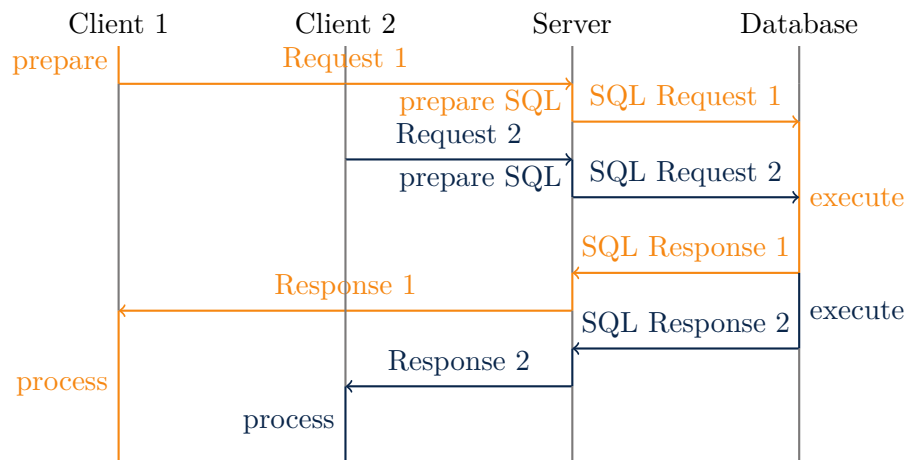 Client 1
Client 2
Server
Database
prepare
Request 1
prepare SQL
SQL Request 1
Request 2
prepare SQL
SQL Request 2
execute
SQL Response 1
Response 1
execute
SQL Response 2
Response 2
process
process